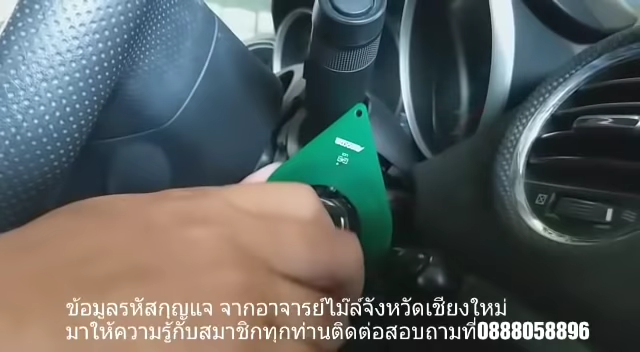 ข้อมูลรหัสกุญแจ จากอาจารย์ไม๊ล์จังหวัดเชียงใหม่
มาให้ความรู้กับสมาชิกทุกท่านติดต่อสอบถามที่0888058896